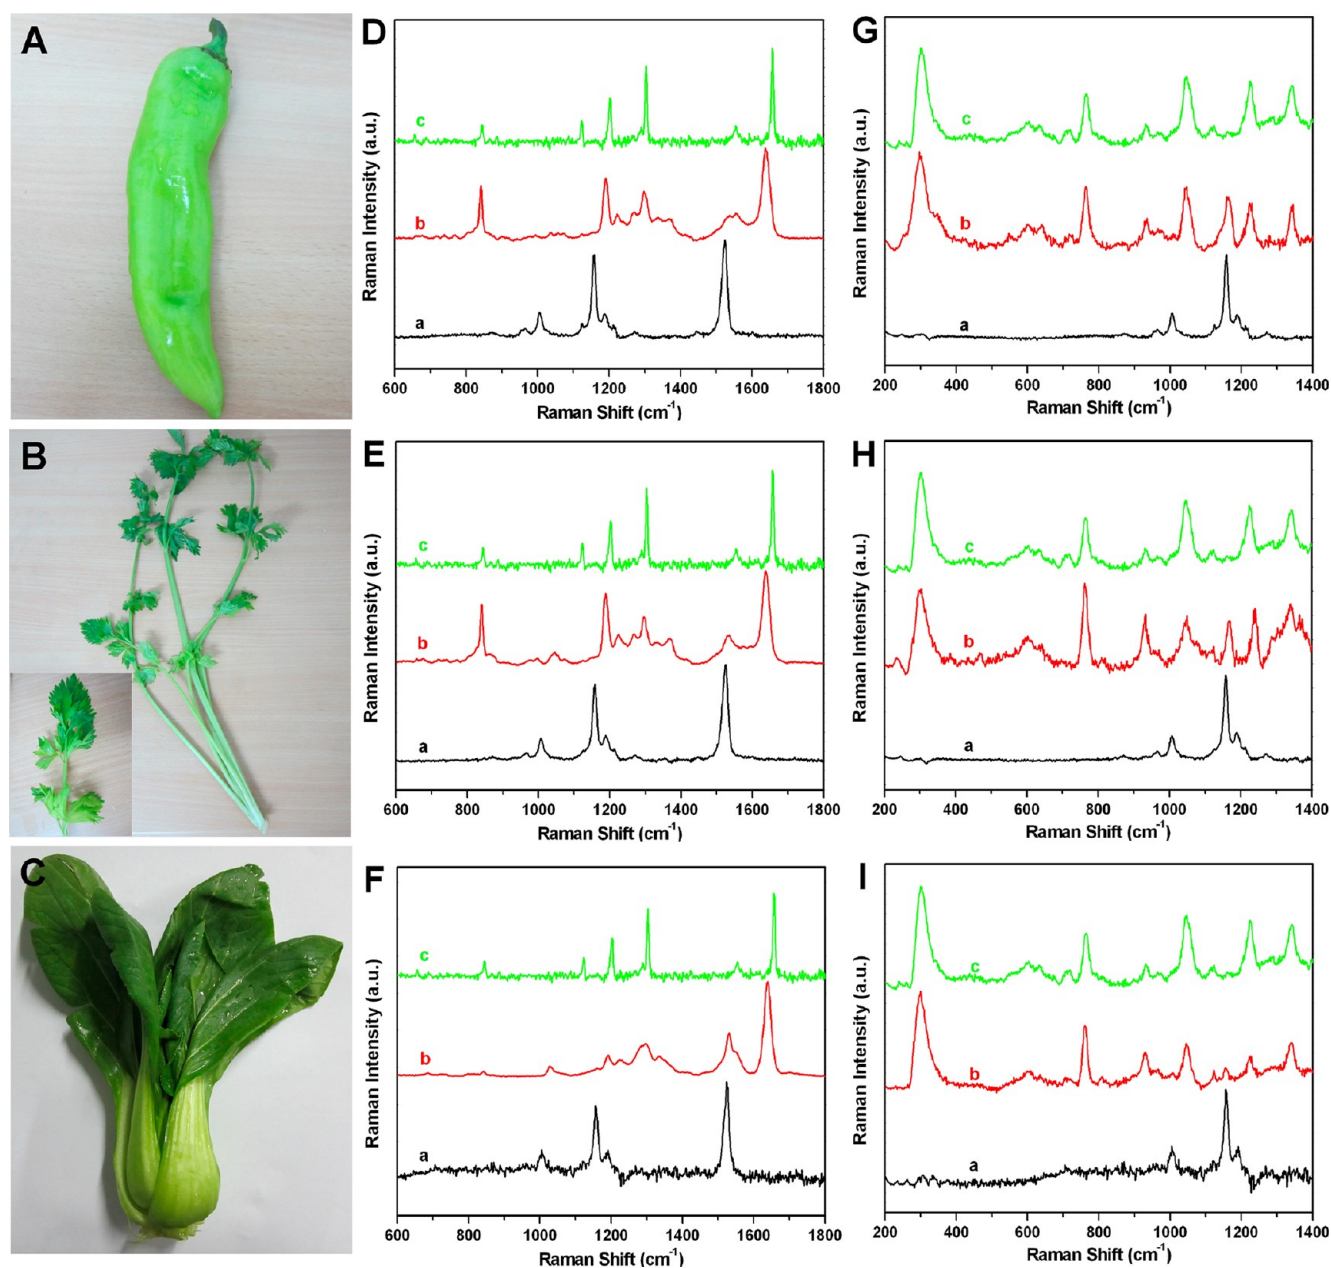 A
D
c
b
a
Raman Intensity (a.u.)
600 800 1000 1200 1400 1600 1800
Raman Shift (cm⁻¹)
G
c
b
a
Raman Intensity (a.u.)
200 400 600 800 1000 1200 1400
Raman Shift (cm⁻¹)
B
E
c
b
a
Raman Intensity (a.u.)
600 800 1000 1200 1400 1600 1800
Raman Shift (cm⁻¹)
H
c
b
a
Raman Intensity (a.u.)
200 400 600 800 1000 1200 1400
Raman Shift (cm⁻¹)
C
F
c
b
a
Raman Intensity (a.u.)
600 800 1000 1200 1400 1600 1800
Raman Shift (cm⁻¹)
I
c
b
a
Raman Intensity (a.u.)
200 400 600 800 1000 1200 1400
Raman Shift (cm⁻¹)